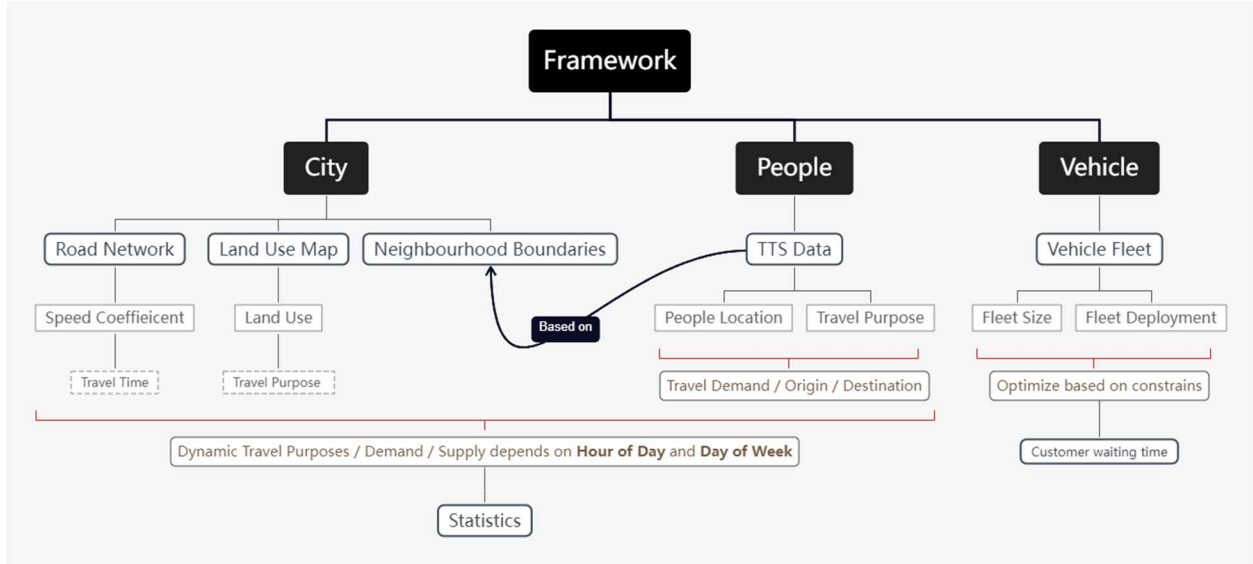 Framework
City
People
Vehicle
Road Network
Land Use Map
Neighbourhood Boundaries
TTS Data
Vehicle Fleet
Based on
Speed Coeffieicent
Land Use
People Location
Travel Purpose
Fleet Size
Fleet Deployment
Travel Time
Travel Purpose
Travel Demand / Origin / Destination
Optimize based on constrains
Dynamic Travel Purposes / Demand / Supply depends on Hour of Day and Day of Week
Customer waiting time
Statistics